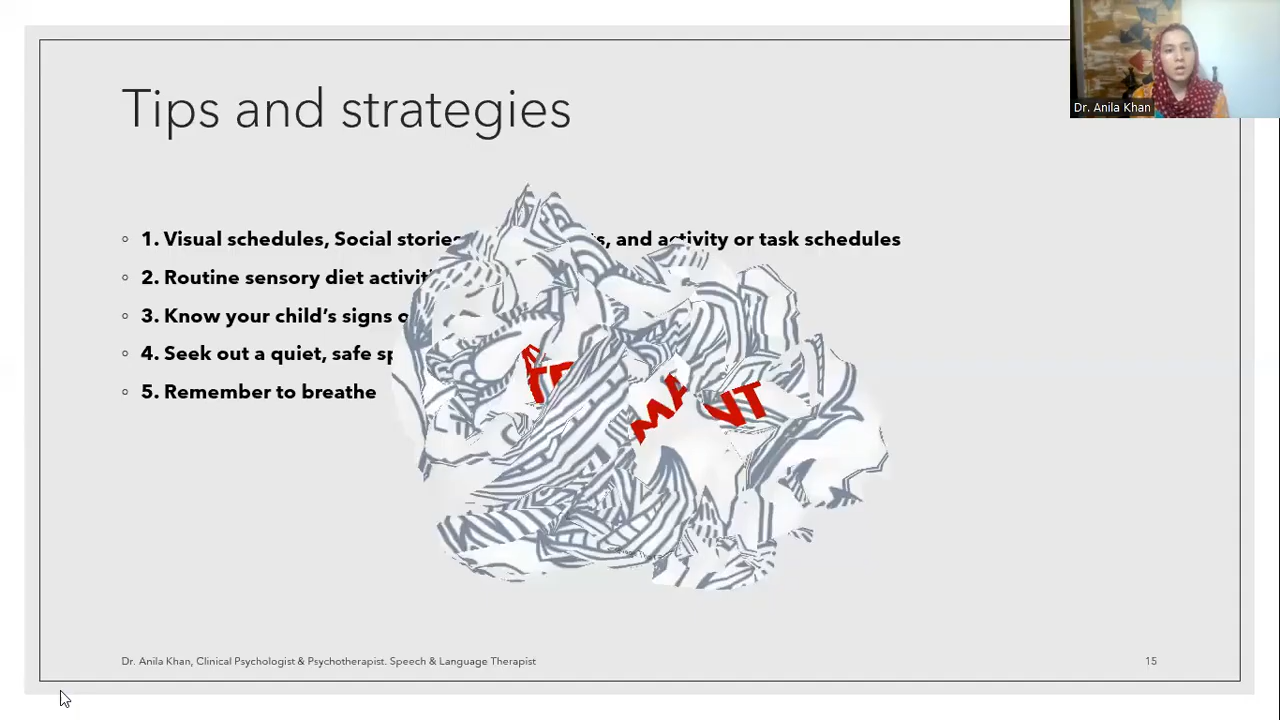 Dr. Anila Khan
Tips and strategies
1. Visual schedules, Social stories and activity or task schedules
2. Routine sensory diet
3. Know your child's signs
4. Seek out a quiet, safe
5. Remember to breathe
Dr. Anila Khan, Clinical Psychologist & Psychotherapist. Speech & Language Therapist
15